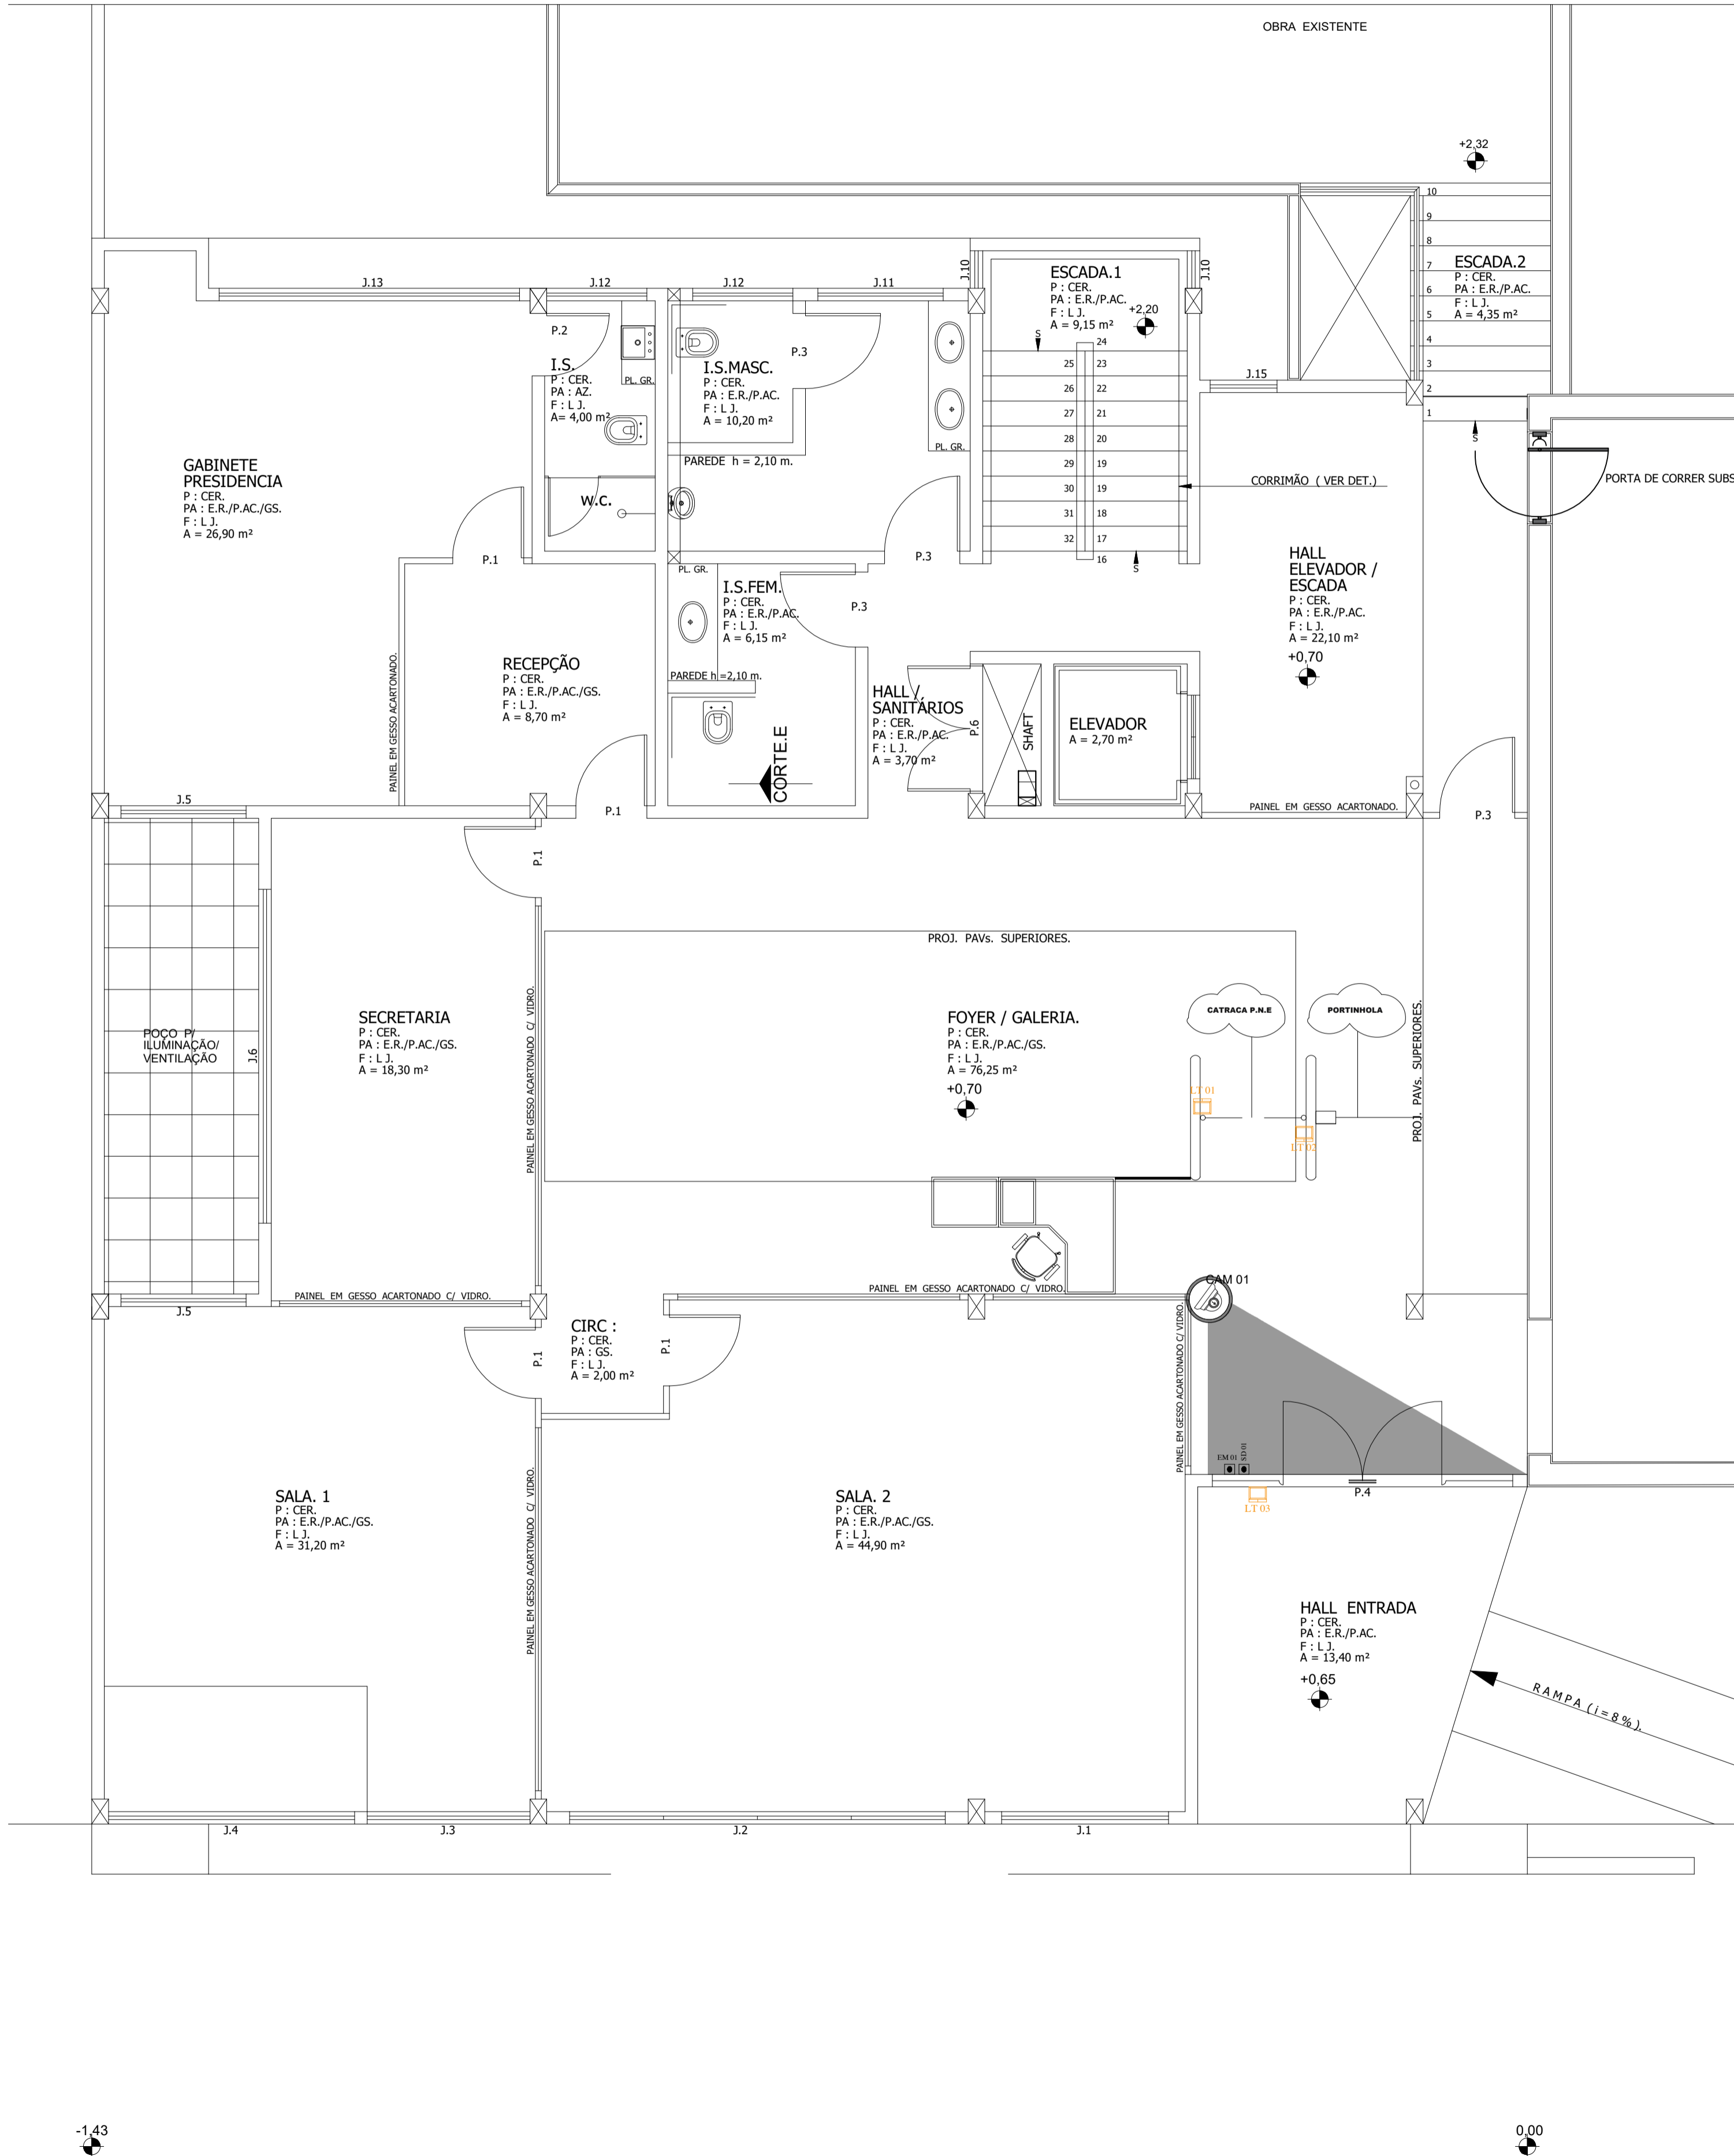 OBRA EXISTENTE
+2,32
10
9
8
7
6
5
4
3
2
1
S
ESCADA.2
P : CER.
PA : E.R./P.AC.
F : L J.
A = 4,35 m²
J.13
J.12
J.12
J.11
J.10
J.10
ESCADA.1
P : CER.
PA : E.R./P.AC.
F : L J.
A = 9,15 m²
+2,20
S
24
25 23
26 22
27 21
28 20
29 19
30 19
31 18
32 17
16
S
J.15
P.2
I.S.
P : CER.
PA : AZ.
F : L J.
A= 4,00 m²
PL. GR.
W.C.
I.S.MASC.
P : CER.
PA : E.R./P.AC.
F : L J.
A = 10,20 m²
P.3
PL. GR.
PAREDE h = 2,10 m.
GABINETE
PRESIDENCIA
P : CER.
PA : E.R./P.AC./GS.
F : L J.
A = 26,90 m²
CORRIMÃO ( VER DET.)
PORTA DE CORRER SUBS
P.1
P.3
PL. GR.
I.S.FEM.
P : CER.
PA : E.R./P.AC.
F : L J.
A = 6,15 m²
P.3
HALL
ELEVADOR /
ESCADA
P : CER.
PA : E.R./P.AC.
F : L J.
A = 22,10 m²
+0,70
RECEPÇÃO
P : CER.
PA : E.R./P.AC./GS.
F : L J.
A = 8,70 m²
PAREDE h =2,10 m.
PAINEL EM GESSO ACARTONADO.
CORTE.E
HALL /
SANITÁRIOS
P : CER.
PA : E.R./P.AC.
F : L J.
A = 3,70 m²
P.6
SHAFT
ELEVADOR
A = 2,70 m²
J.5
P.1
PAINEL EM GESSO ACARTONADO.
P.3
P.1
PROJ. PAVs. SUPERIORES.
POÇO P/
ILUMINAÇÃO/
VENTILAÇÃO
J.6
SECRETARIA
P : CER.
PA : E.R./P.AC./GS.
F : L J.
A = 18,30 m²
PAINEL EM GESSO ACARTONADO C/ VIDRO.
FOYER / GALERIA.
P : CER.
PA : E.R./P.AC./GS.
F : L J.
A = 76,25 m²
+0,70
CATRACA P.N.E
PORTINHOLA
PROJ. PAVs. SUPERIORES.
LT 01
LT 02
CAM 01
PAINEL EM GESSO ACARTONADO C/ VIDRO.
PAINEL EM GESSO ACARTONADO C/ VIDRO.
J.5
CIRC :
P : CER.
PA : GS.
F : L J.
A = 2,00 m²
P.1
P.1
PAINEL EM GESSO ACARTONADO C/ VIDRO.
EM 01
SD 01
P.4
LT 03
SALA. 1
P : CER.
PA : E.R./P.AC./GS.
F : L J.
A = 31,20 m²
PAINEL EM GESSO ACARTONADO C/ VIDRO.
SALA. 2
P : CER.
PA : E.R./P.AC./GS.
F : L J.
A = 44,90 m²
HALL ENTRADA
P : CER.
PA : E.R./P.AC.
F : L J.
A = 13,40 m²
+0,65
RAMPA ( i = 8 % ).
J.4
J.3
J.2
J.1
-1,43
0,00